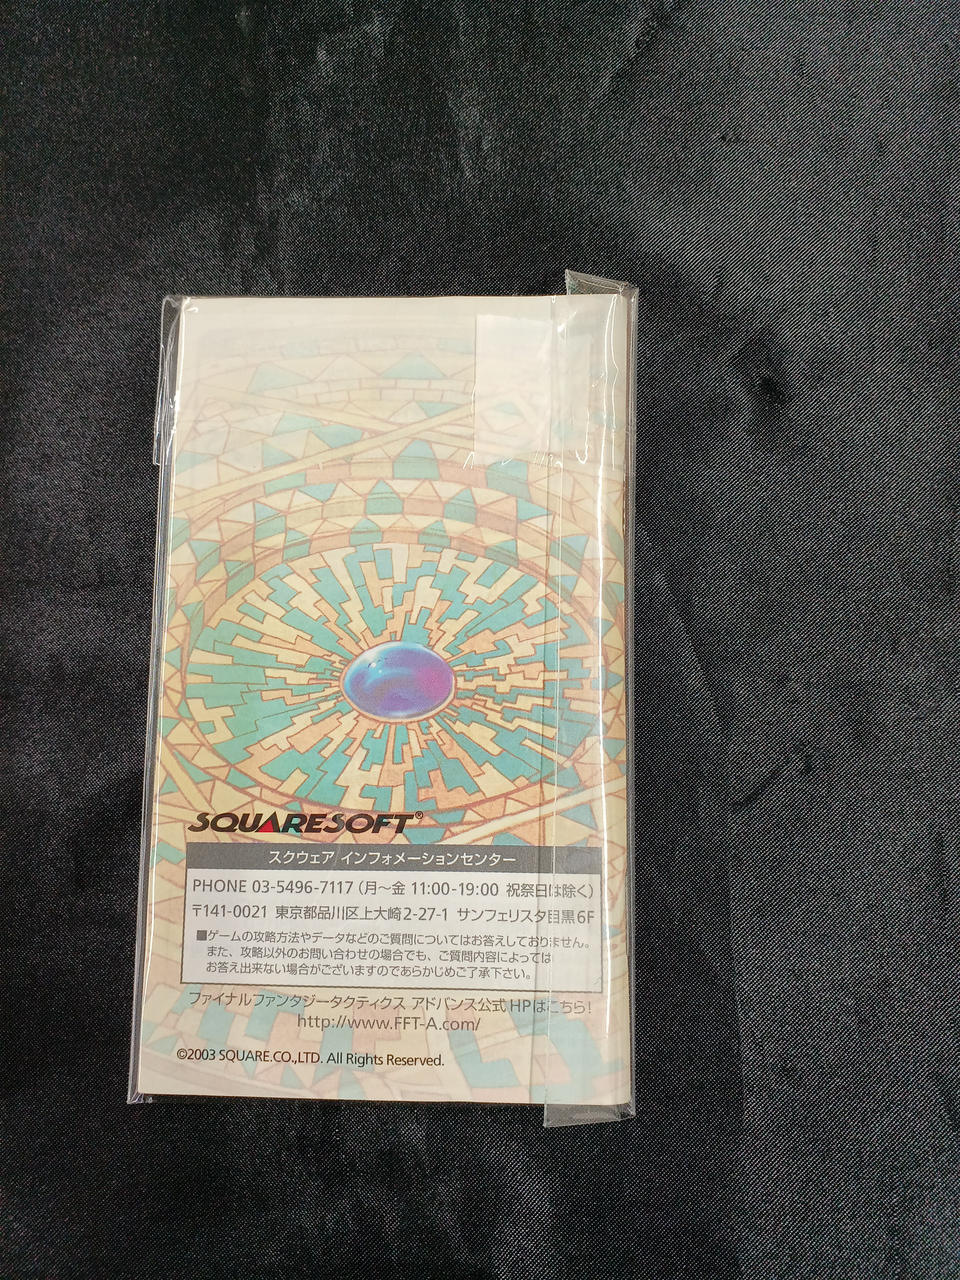 SQUARESOFT®
スクウェア インフォメーションセンター
PHONE 03-5496-7117（月～金 11:00-19:00 祝祭日は除く）
〒141-0021 東京都品川区上大崎2-27-1 サンフェリスタ目黒6F
■ゲームの攻略方法やデータなどのご質問についてはお答えしておりません。
また、攻略以外のお問い合わせの場合でも、ご質問内容によっては
お答え出来ない場合がございますのであらかじめご了承下さい。
ファイナルファンタジータクティクス アドバンス公式HPはこちら！
http://www.FFT-A.com/
©2003 SQUARE.CO.,LTD. All Rights Reserved.